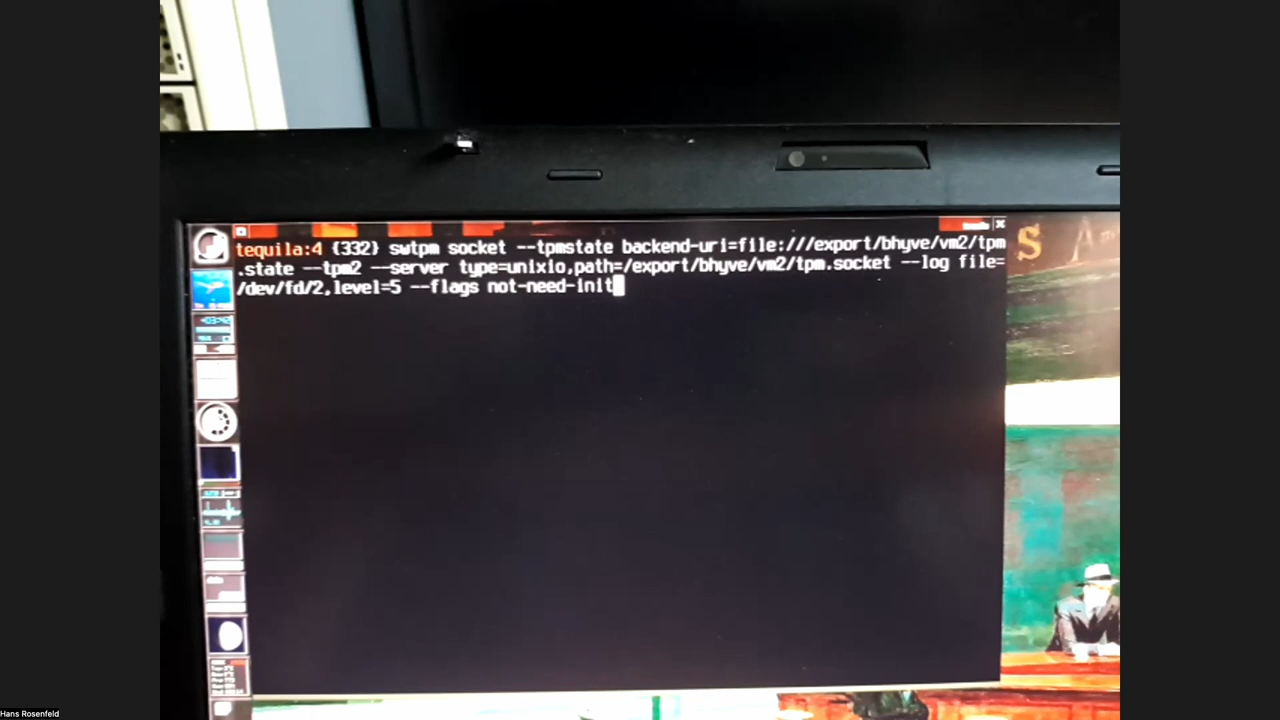 tequila:4 {332} swtpm socket --tpmstate backend-uri=file:///export/bhyve/vm2/tpm
.state --tpm2 --server type=unixio,path=/export/bhyve/vm2/tpm.socket --log file=
/dev/fd/2,level=5 --flags not-need-init
S
Hans Rosenfeld